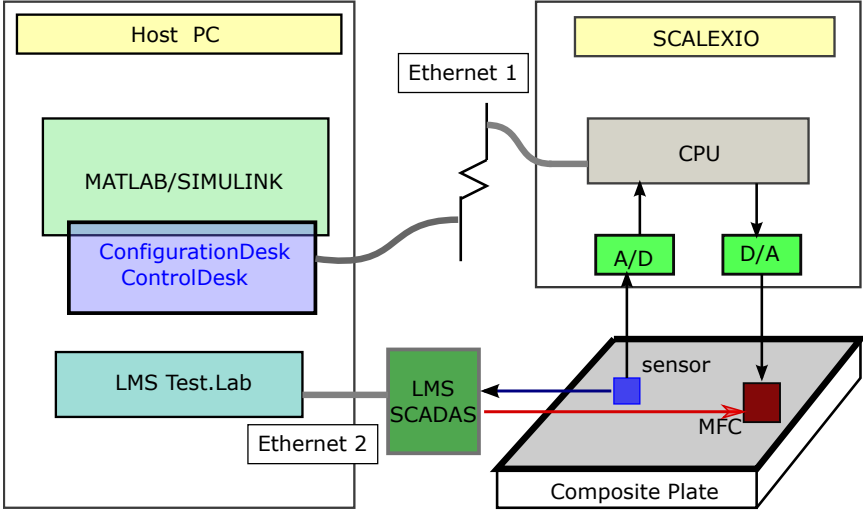 Host PC
SCALEXIO
Ethernet 1
MATLAB/SIMULINK
CPU
ConfigurationDesk
ControlDesk
A/D
D/A
LMS Test.Lab
LMS
SCADAS
sensor
MFC
Ethernet 2
Composite Plate